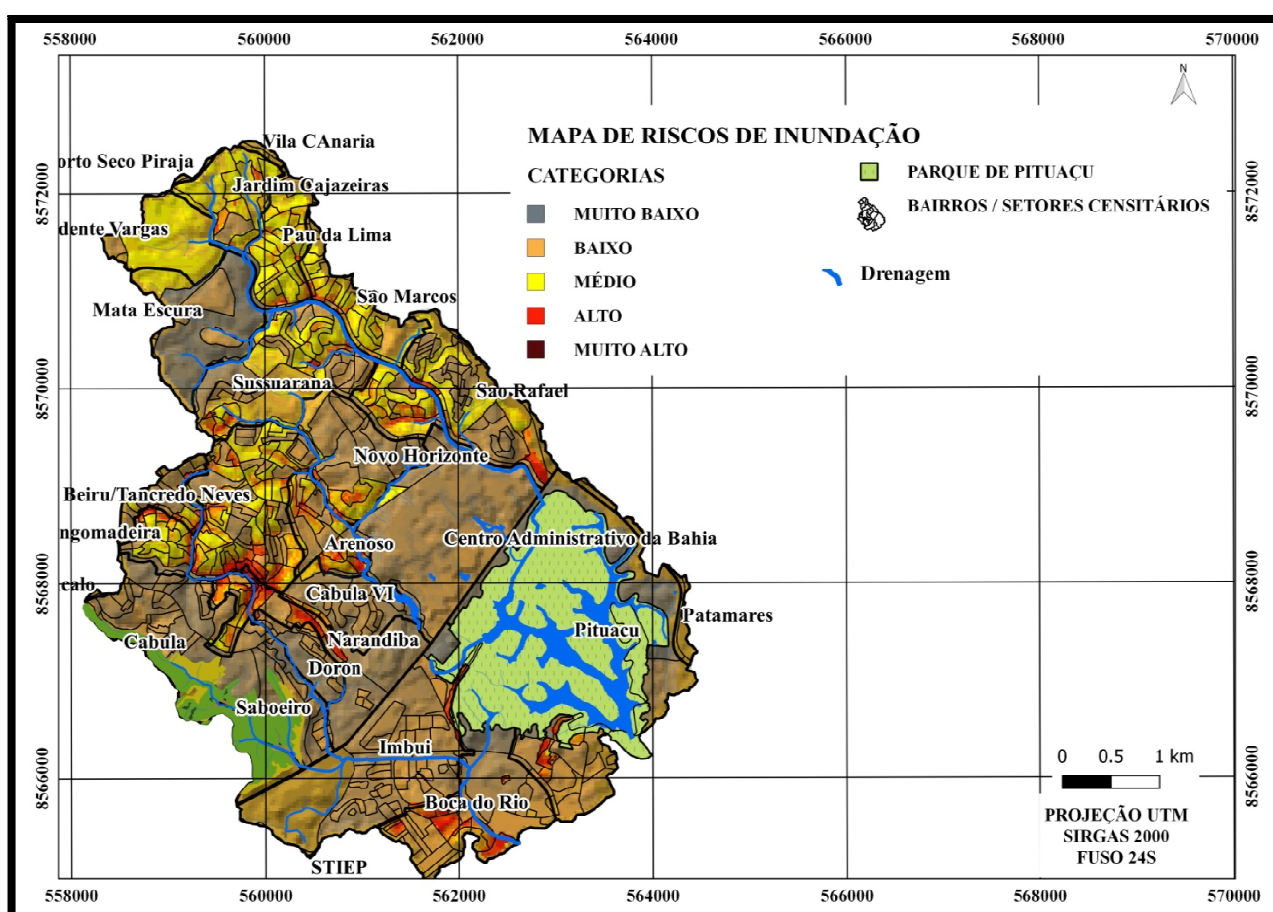 558000 560000 562000 564000 566000 568000 570000
N
MAPA DE RISCOS DE INUNDAÇÃO
CATEGORIAS
MUITO BAIXO
BAIXO
MÉDIO
ALTO
MUITO ALTO
PARQUE DE PITUAÇU
BAIRROS / SETORES CENSITÁRIOS
Drenagem
8572000
8570000
8568000
8566000
8572000
8570000
8568000
8566000
Vila CAnaria
orto Seco Piraja
Jardim Cajazeiras
dente Vargas
Pau da Lima
Mata Escura
São Marcos
Sussuarana
Sao Rafael
Novo Horizonte
Beiru/Tancredo Neves
ngomadeira
Arenoso
Centro Administrativo da Bahia
calo
Cabula VI
Patamares
Pituaçu
Cabula
Narandiba
Doron
Saboeiro
Imbui
Boca do Rio
STIEP
0 0.5 1 km
PROJEÇÃO UTM
SIRGAS 2000
FUSO 24S
558000 560000 562000 564000 566000 568000 570000